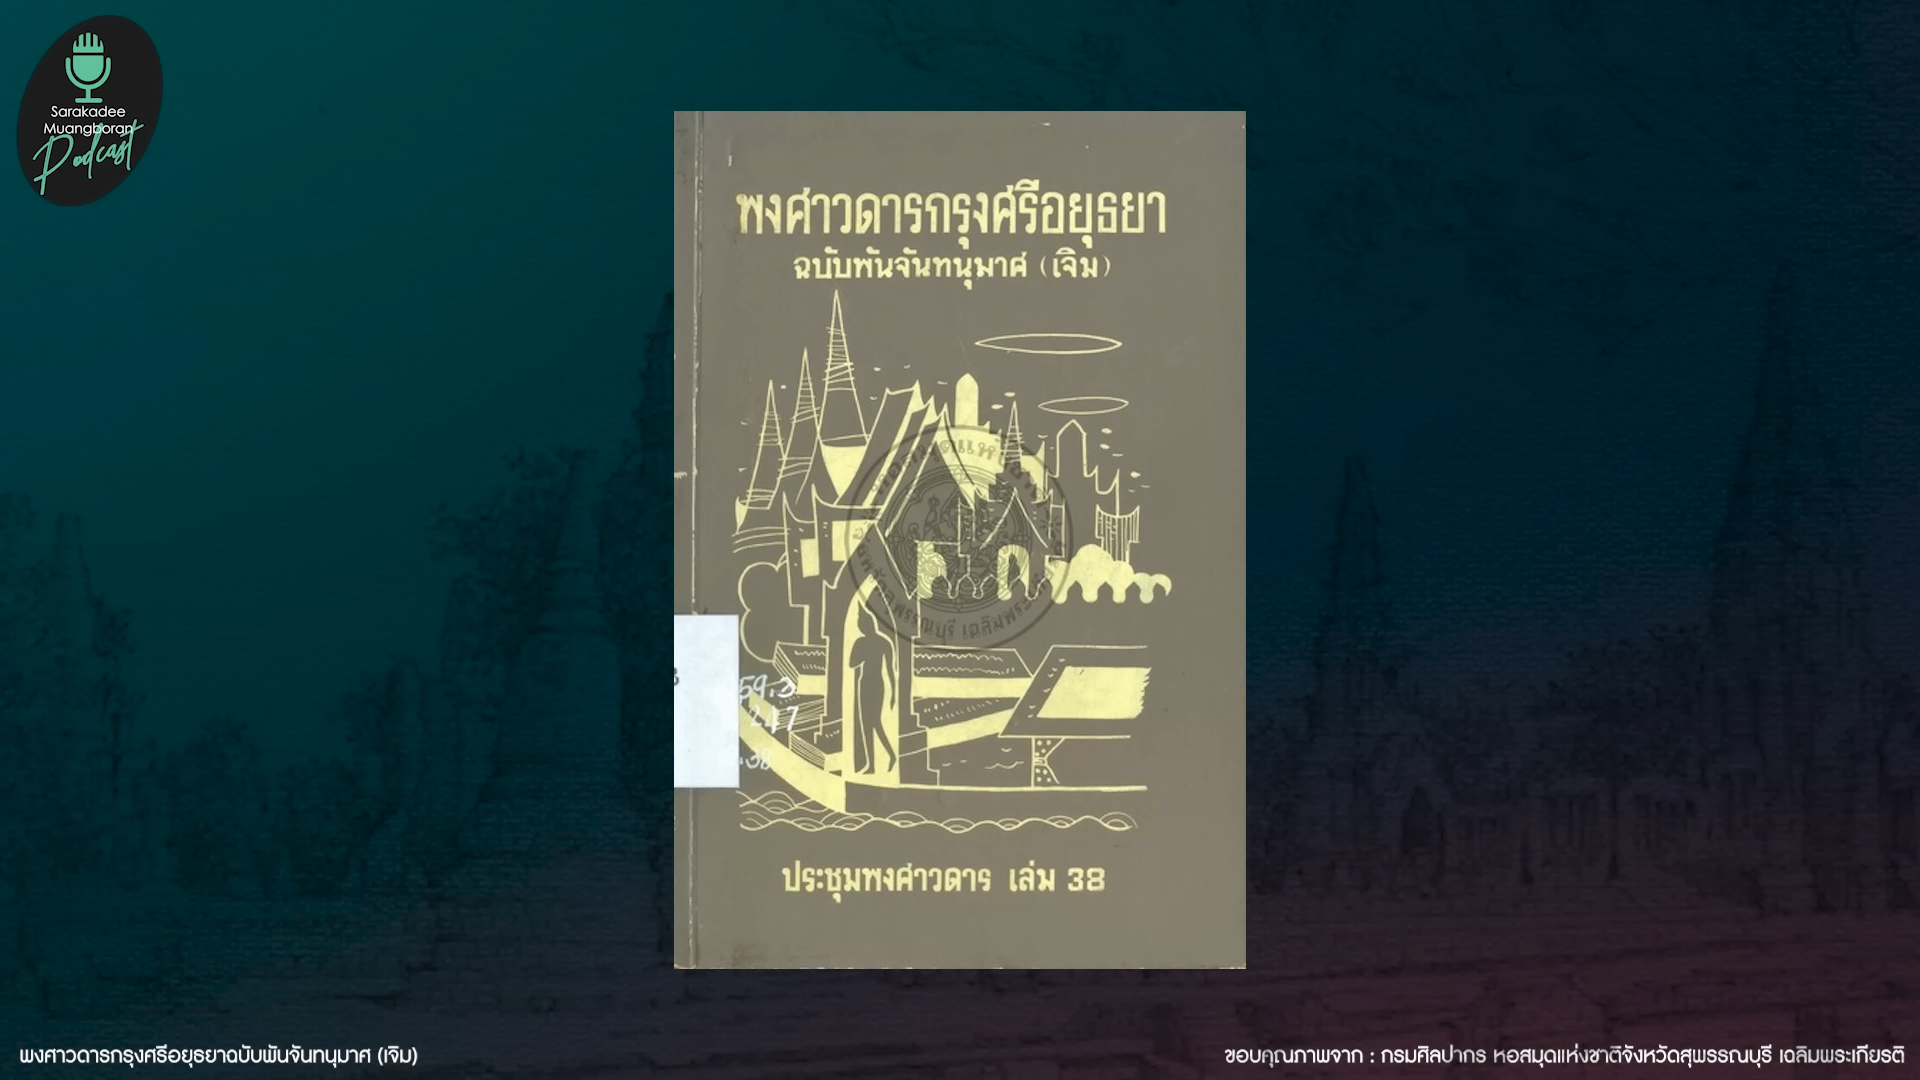 Sarakadee
Muangboran
Podcast
พงศาวดารกรุงศรีอยุธยา
ฉบับพันจันทนุมาศ (เจิม)
59.3
247
.38
ประชุมพงศาวดาร เล่ม 38
พงศาวดารกรุงศรีอยุธยาฉบับพันจันทนุมาศ (เจิม)
ขอบคุณภาพจาก : กรมศิลปากร หอสมุดแห่งชาติจังหวัดสุพรรณบุรี เฉลิมพระเกียรติ